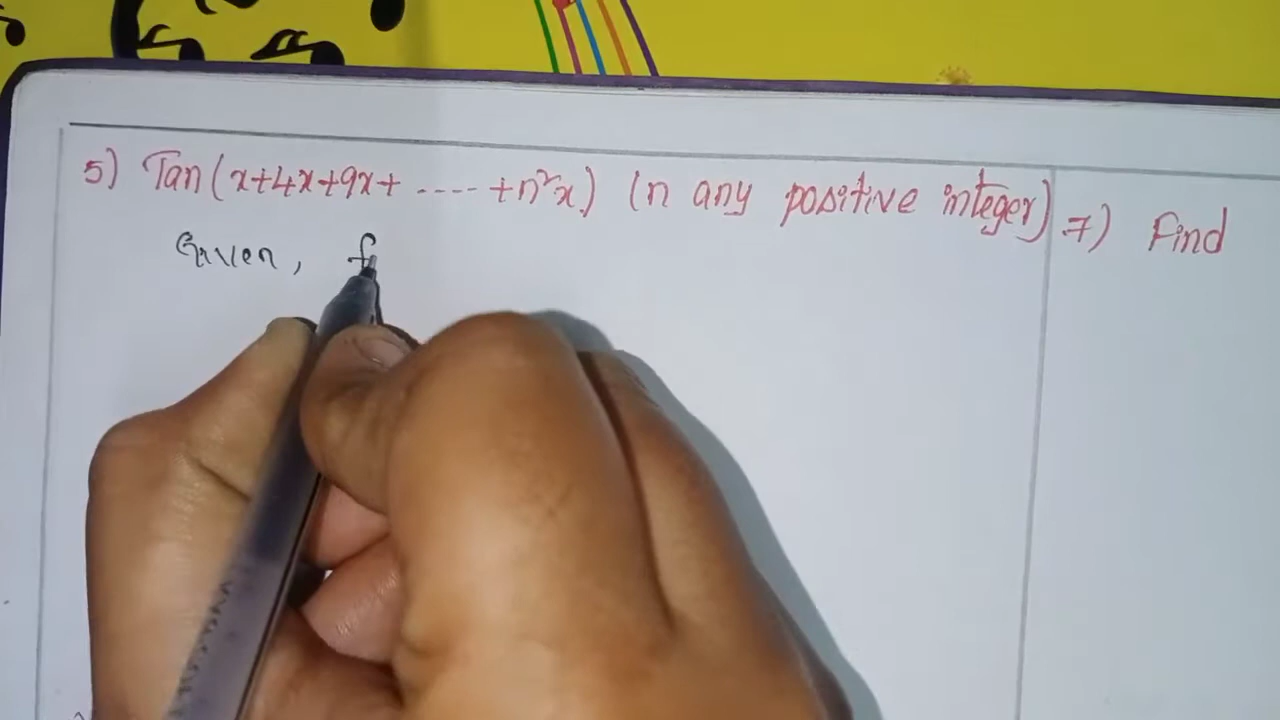 5) Tan(x+4x+9x+ ..... +n²x) (n any positive integer)
Given, f
7) Find